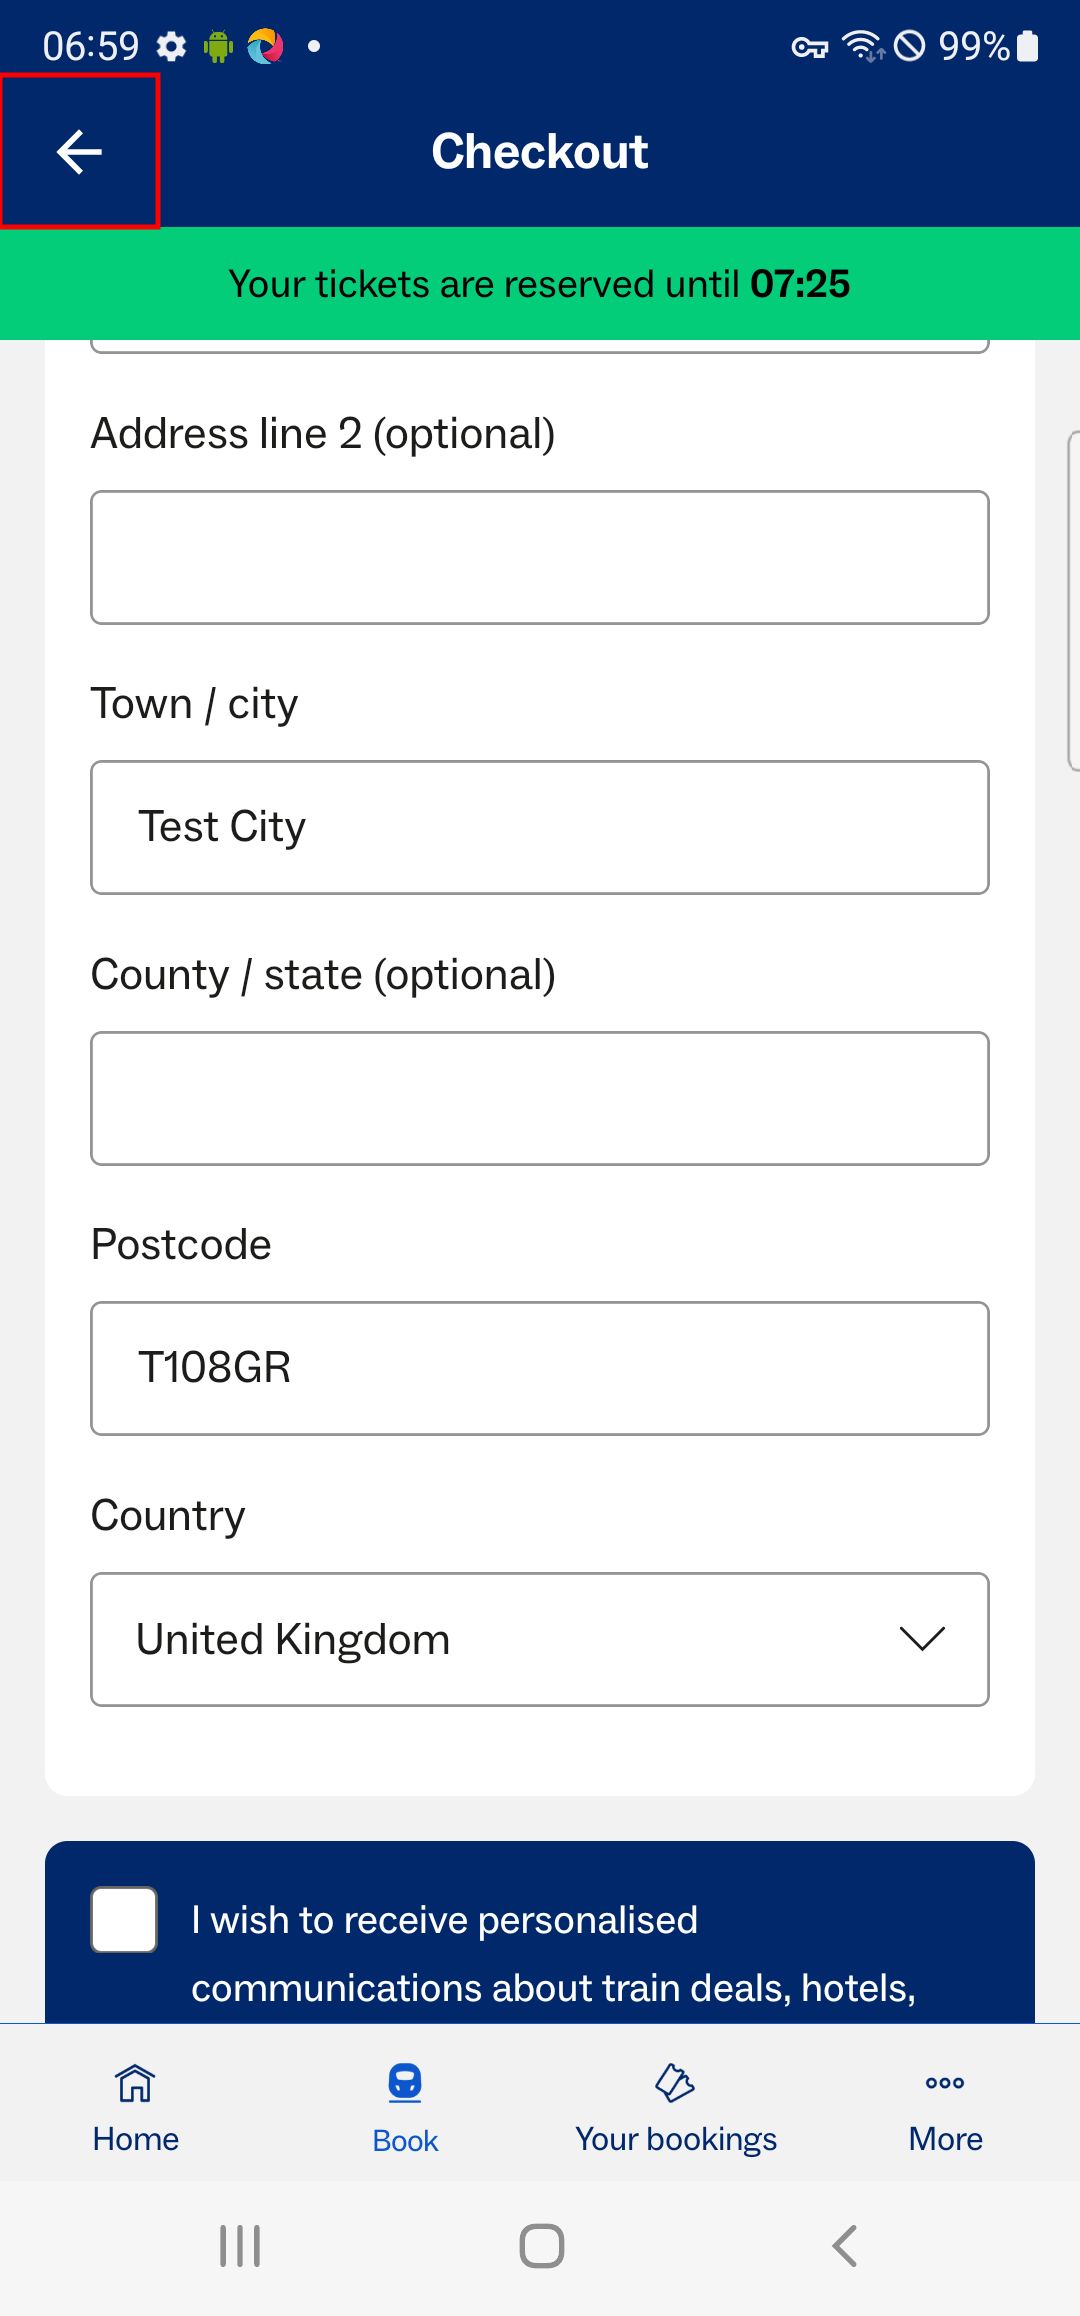 06:59
99%
Checkout
Your tickets are reserved until 07:25
Address line 2 (optional)
Town / city
Test City
County / state (optional)
Postcode
T108GR
Country
United Kingdom
I wish to receive personalised
communications about train deals, hotels,
Home
Book
Your bookings
More